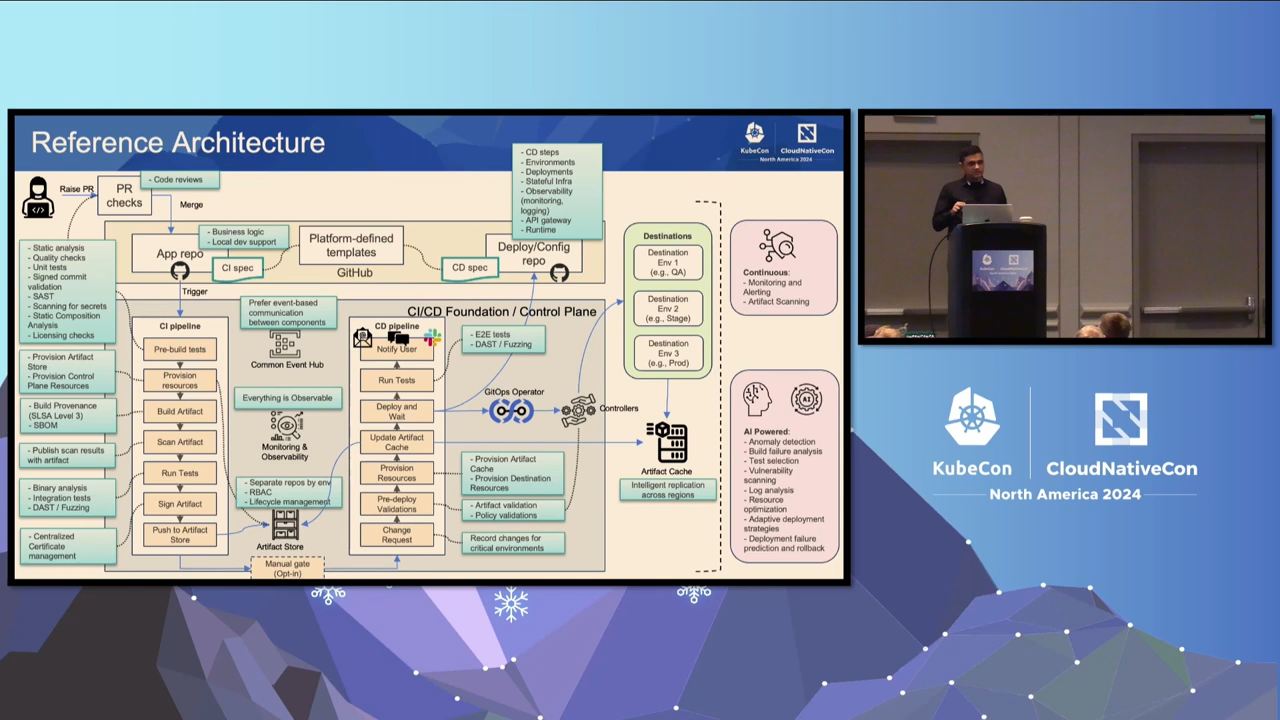 Reference Architecture
KubeCon
CloudNativeCon
North America 2024
Raise PR
PR
checks
- Code reviews
Merge
- CD steps
- Environments
- Deployments
- Stateful Infra
- Observability
(monitoring,
logging)
- API gateway
- Runtime
App repo
- Business logic
- Local dev support
CI spec
Platform-defined
templates
GitHub
CD spec
Deploy/Config
repo
Trigger
- Static analysis
- Quality checks
- Unit tests
- Signed commit
validation
- SAST
- Scanning for secrets
- Static Composition
Analysis
- Licensing checks
- Provision Artifact
Store
- Provision Control
Plane Resources
- Build Provenance
(SLSA Level 3)
- SBOM
- Publish scan results
with artifact
- Binary analysis
- Integration tests
- DAST / Fuzzing
- Centralized
Certificate
management
CI/CD Foundation / Control Plane
CI pipeline
Pre-build tests
Provision
resources
Build Artifact
Scan Artifact
Run Tests
Sign Artifact
Push to Artifact
Store
Prefer event-based
communication
between components
Common Event Hub
Everything is Observable
Monitoring &
Observability
- Separate repos by env
- RBAC
- Lifecycle management
Artifact Store
Manual gate
(Opt-in)
CD pipeline
Notify User
Run Tests
Deploy and
Wait
Update Artifact
Cache
Provision
Resources
Pre-deploy
Validations
Change
Request
- E2E tests
- DAST / Fuzzing
GitOps Operator
Controllers
- Provision Artifact
Cache
- Provision Destination
Resources
- Artifact validation
- Policy validations
Record changes for
critical environments
Destinations
Destination
Env 1
(e.g., QA)
Destination
Env 2
(e.g., Stage)
Destination
Env 3
(e.g., Prod)
Artifact Cache
Intelligent replication
across regions
Continuous:
- Monitoring and
Alerting
- Artifact Scanning
AI
AI Powered:
- Anomaly detection
- Build failure analysis
- Test selection
- Vulnerability
scanning
- Log analysis
- Resource
optimization
- Adaptive deployment
strategies
- Deployment failure
prediction and rollback
KubeCon
CloudNativeCon
North America 2024